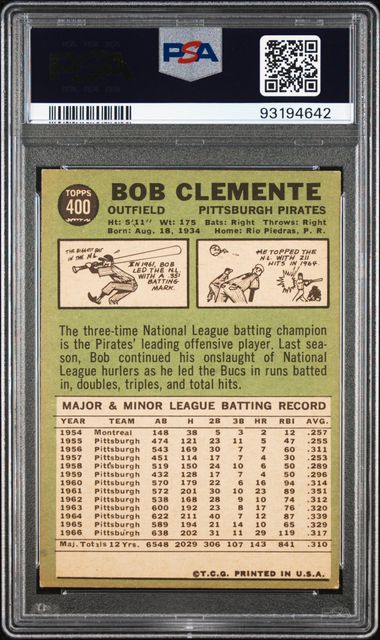 PSA
PSA
93194642
TOPPS
400
BOB CLEMENTE
OUTFIELD PITTSBURGH PIRATES
Ht: 5'11" Wt: 175 Bats: Right Throws: Right
Born: Aug. 18, 1934 Home: Rio Piedras, P. R.
THE BIGGEST BAT
IN THE NL
IN 1961, BOB
LED THE N.L.
WITH A .351
BATTING
MARK.
HE TOPPED THE
N.L. WITH 211
HITS IN 1964.
The three-time National League batting champion
is the Pirates' leading offensive player. Last sea-
son, Bob continued his onslaught of National
League hurlers as he led the Bucs in runs batted
in, doubles, triples, and total hits.
MAJOR & MINOR LEAGUE BATTING RECORD
YEAR TEAM AB H 2B 3B HR RBI AVG.
1954 Montreal 148 38 5 3 2 12 .257
1955 Pittsburgh 474 121 23 11 5 47 .255
1956 Pittsburgh 543 169 30 7 7 60 .311
1957 Pittsburgh 451 114 17 7 4 30 .253
1958 Pittsburgh 519 150 24 10 6 50 .289
1959 Pittsburgh 432 128 17 7 4 50 .296
1960 Pittsburgh 570 179 22 6 16 94 .314
1961 Pittsburgh 572 201 30 10 23 89 .351
1962 Pittsburgh 538 168 28 9 10 74 .312
1963 Pittsburgh 600 192 23 8 17 76 .320
1964 Pittsburgh 622 211 40 7 12 87 .339
1965 Pittsburgh 589 194 21 14 10 65 .329
1966 Pittsburgh 638 202 31 11 29 119 .317
Maj. Totals 12 Yrs. 6548 2029 306 107 143 841 .310
©T.C.G. PRINTED IN U.S.A.